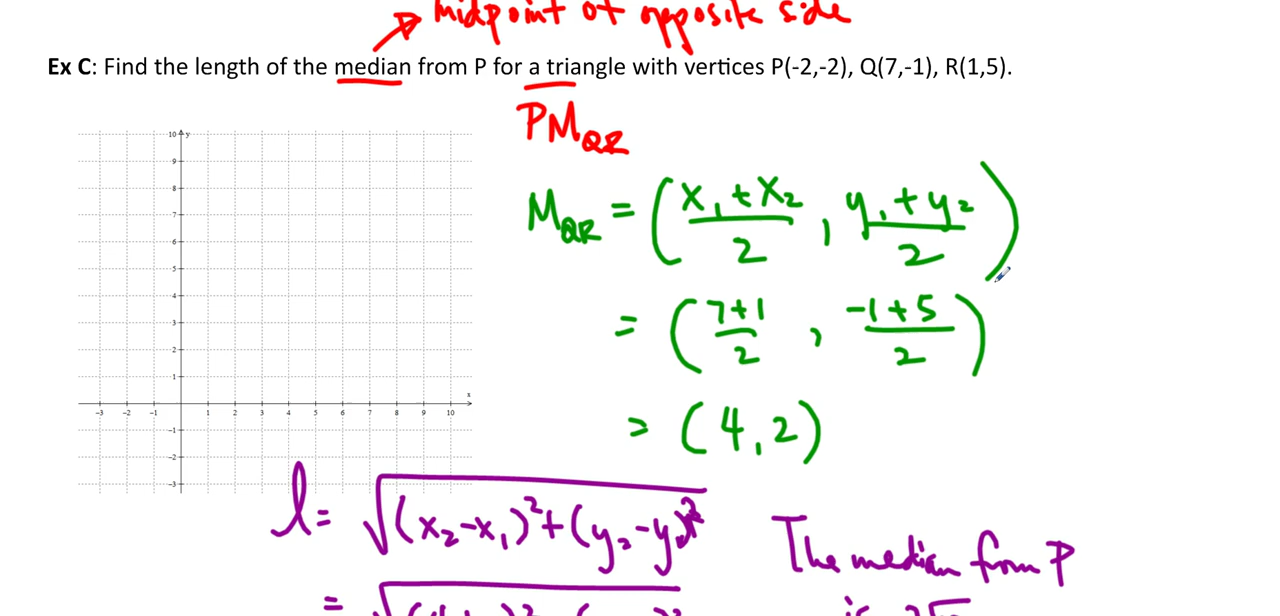 midpoint of opposite side
Ex C: Find the length of the median from P for a triangle with vertices P(-2,-2), Q(7,-1), R(1,5).
PM_QR
M_QR = ( (x₁+x₂)/2 , (y₁+y₂)/2 )
= ( (7+1)/2 , (-1+5)/2 )
= (4,2)
10 y
9
8
7
6
5
4
3
2
1
x
-3 -2 -1 1 2 3 4 5 6 7 8 9 10
-1
-2
-3
l = √((x₂-x₁)²+(y₂-y₁)²)
The median from P
= √
is